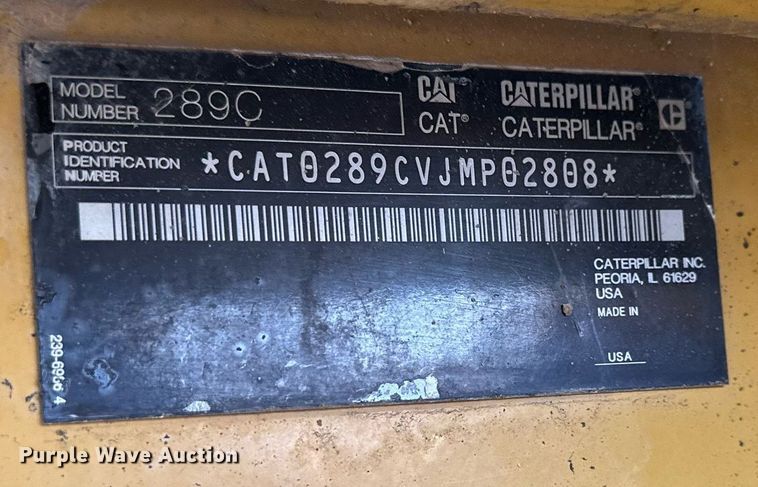 MODEL NUMBER 289C
CAT CATERPILLAR
CAT® CATERPILLAR®
PRODUCT IDENTIFICATION NUMBER *CAT0289CVJMP02808*
CATERPILLAR INC.
PEORIA, IL 61629
USA
MADE IN
USA
4
Purple Wave Auction